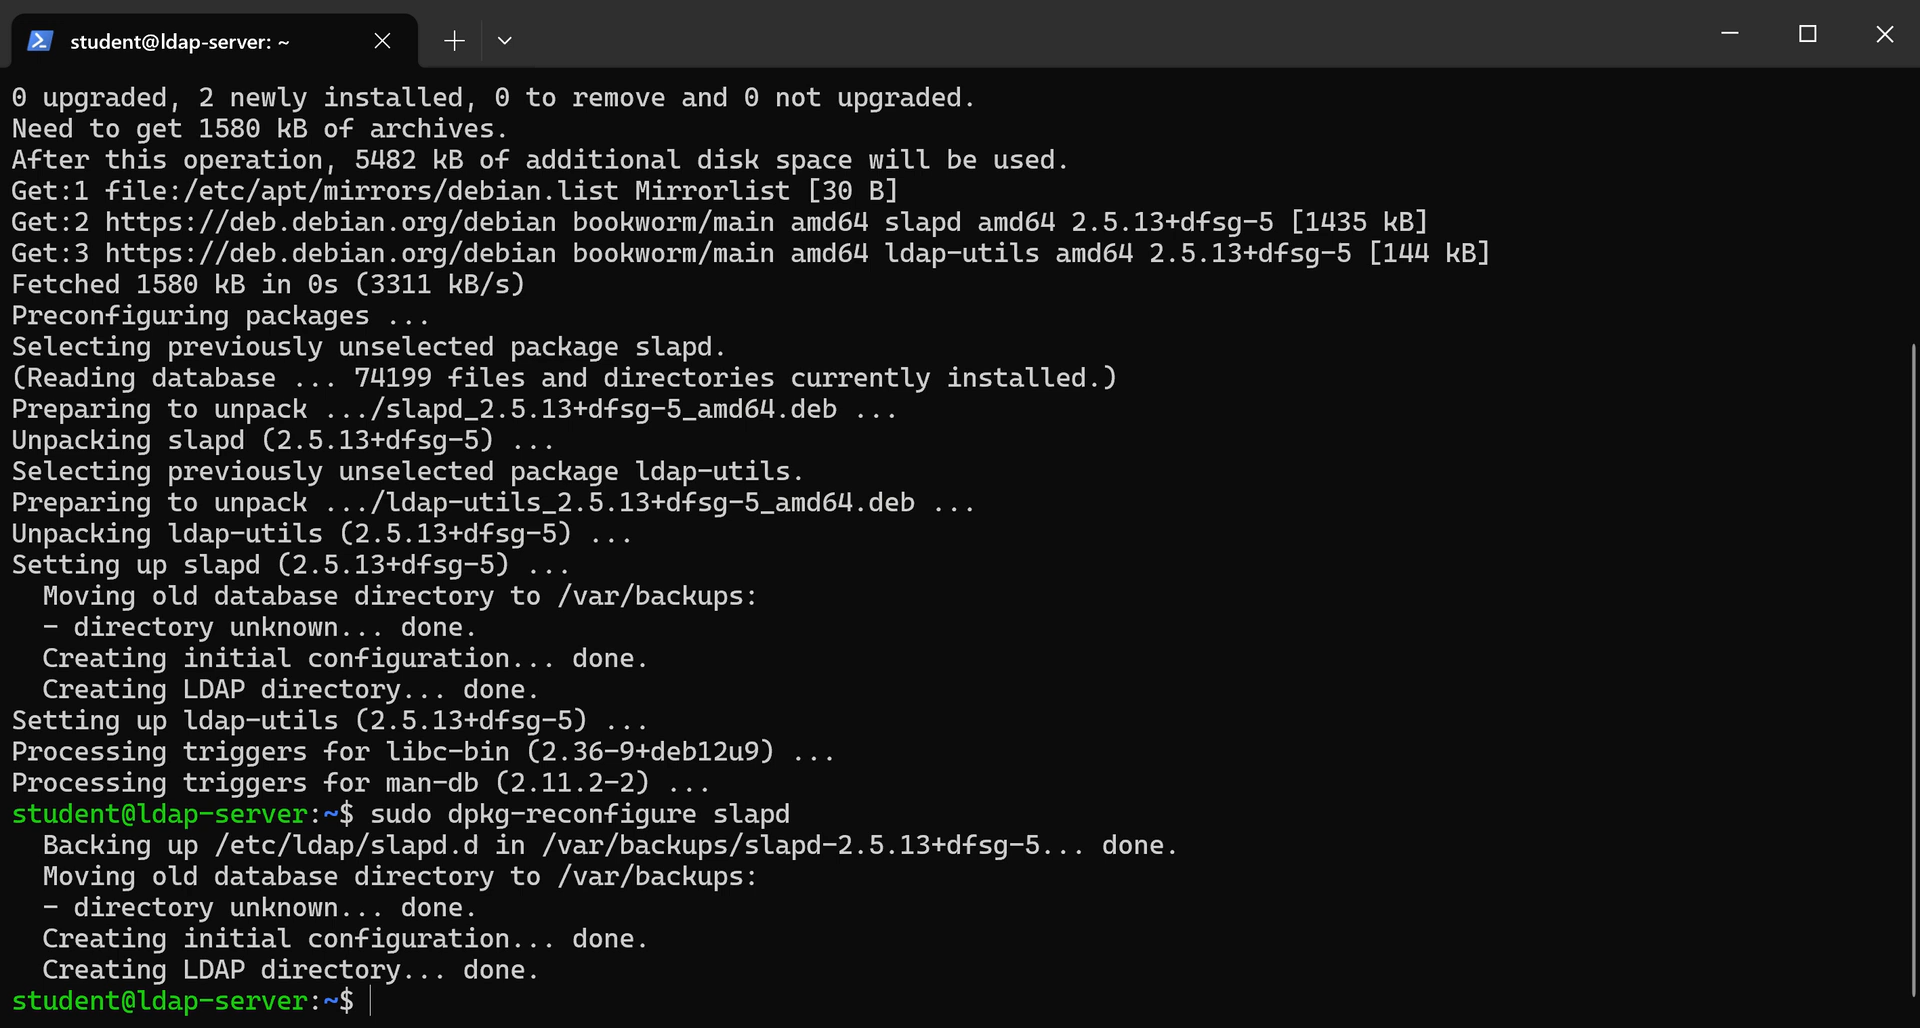 student@ldap-server: ~
0 upgraded, 2 newly installed, 0 to remove and 0 not upgraded.
Need to get 1580 kB of archives.
After this operation, 5482 kB of additional disk space will be used.
Get:1 file:/etc/apt/mirrors/debian.list Mirrorlist [30 B]
Get:2 https://deb.debian.org/debian bookworm/main amd64 slapd amd64 2.5.13+dfsg-5 [1435 kB]
Get:3 https://deb.debian.org/debian bookworm/main amd64 ldap-utils amd64 2.5.13+dfsg-5 [144 kB]
Fetched 1580 kB in 0s (3311 kB/s)
Preconfiguring packages ...
Selecting previously unselected package slapd.
(Reading database ... 74199 files and directories currently installed.)
Preparing to unpack .../slapd_2.5.13+dfsg-5_amd64.deb ...
Unpacking slapd (2.5.13+dfsg-5) ...
Selecting previously unselected package ldap-utils.
Preparing to unpack .../ldap-utils_2.5.13+dfsg-5_amd64.deb ...
Unpacking ldap-utils (2.5.13+dfsg-5) ...
Setting up slapd (2.5.13+dfsg-5) ...
  Moving old database directory to /var/backups:
  - directory unknown... done.
  Creating initial configuration... done.
  Creating LDAP directory... done.
Setting up ldap-utils (2.5.13+dfsg-5) ...
Processing triggers for libc-bin (2.36-9+deb12u9) ...
Processing triggers for man-db (2.11.2-2) ...
student@ldap-server:~$ sudo dpkg-reconfigure slapd
  Backing up /etc/ldap/slapd.d in /var/backups/slapd-2.5.13+dfsg-5... done.
  Moving old database directory to /var/backups:
  - directory unknown... done.
  Creating initial configuration... done.
  Creating LDAP directory... done.
student@ldap-server:~$